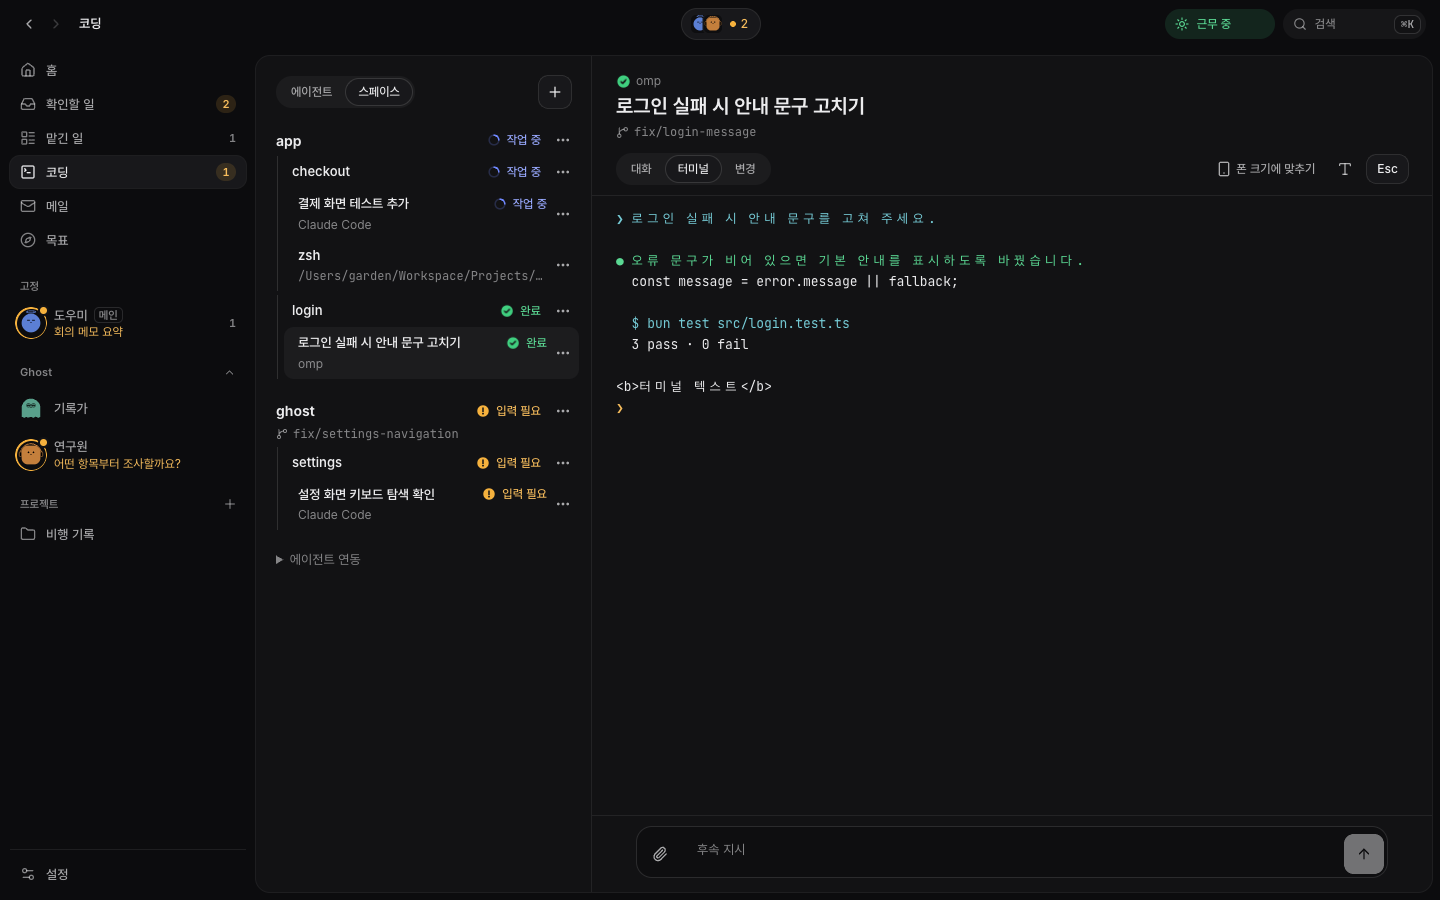 코딩
2
근무 중
검색
⌘K
홈
확인할 일
2
맡긴 일
1
코딩
1
메일
목표
고정
도우미
메인
회의 메모 요약
1
Ghost
기록가
연구원
어떤 항목부터 조사할까요?
프로젝트
비행 기록
설정
에이전트
스페이스
app
작업 중
checkout
작업 중
결제 화면 테스트 추가
작업 중
Claude Code
zsh
/Users/garden/Workspace/Projects/…
login
완료
로그인 실패 시 안내 문구 고치기
완료
omp
ghost
입력 필요
fix/settings-navigation
settings
입력 필요
설정 화면 키보드 탐색 확인
입력 필요
Claude Code
에이전트 연동
omp
로그인 실패 시 안내 문구 고치기
fix/login-message
대화
터미널
변경
폰 크기에 맞추기
Esc
❯ 로그인 실패 시 안내 문구를 고쳐 주세요.
● 오류 문구가 비어 있으면 기본 안내를 표시하도록 바꿨습니다.
const message = error.message || fallback;
$ bun test src/login.test.ts
3 pass · 0 fail
<b>터미널 텍스트</b>
❯
후속 지시